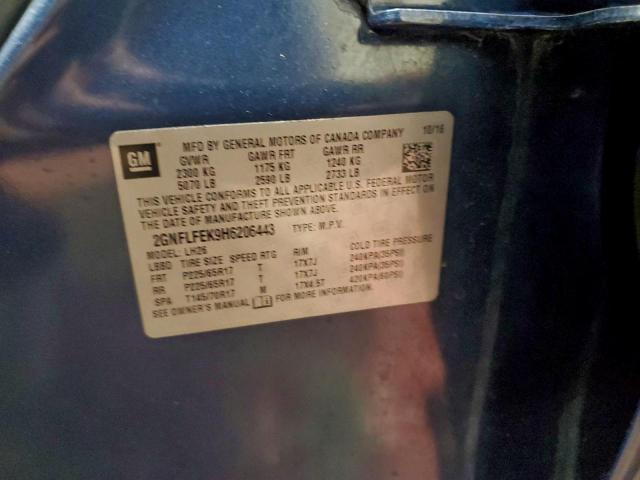 GM
MFD BY GENERAL MOTORS OF CANADA COMPANY 10/16
GVWR GAWR FRT GAWR RR
2300 KG 1175 KG 1240 KG
5070 LB 2590 LB 2733 LB
THIS VEHICLE CONFORMS TO ALL APPLICABLE U.S. FEDERAL MOTOR
VEHICLE SAFETY AND THEFT PREVENTION STANDARDS IN EFFECT ON
THE DATE OF MANUFACTURE SHOWN ABOVE.
2GNFLFEK9H6206443 TYPE: M.P.V.
MODEL: LH26
LBBD TIRE SIZE SPEED RTG RIM COLD TIRE PRESSURE
FRT P225/65R17 T 17X7J 240KPA(35PSI)
RR P225/65R17 T 17X7J 240KPA(35PSI)
SPA T145/70R17 M 17X4.5T 420KPA(60PSI)
SEE OWNER'S MANUAL FOR MORE INFORMATION.